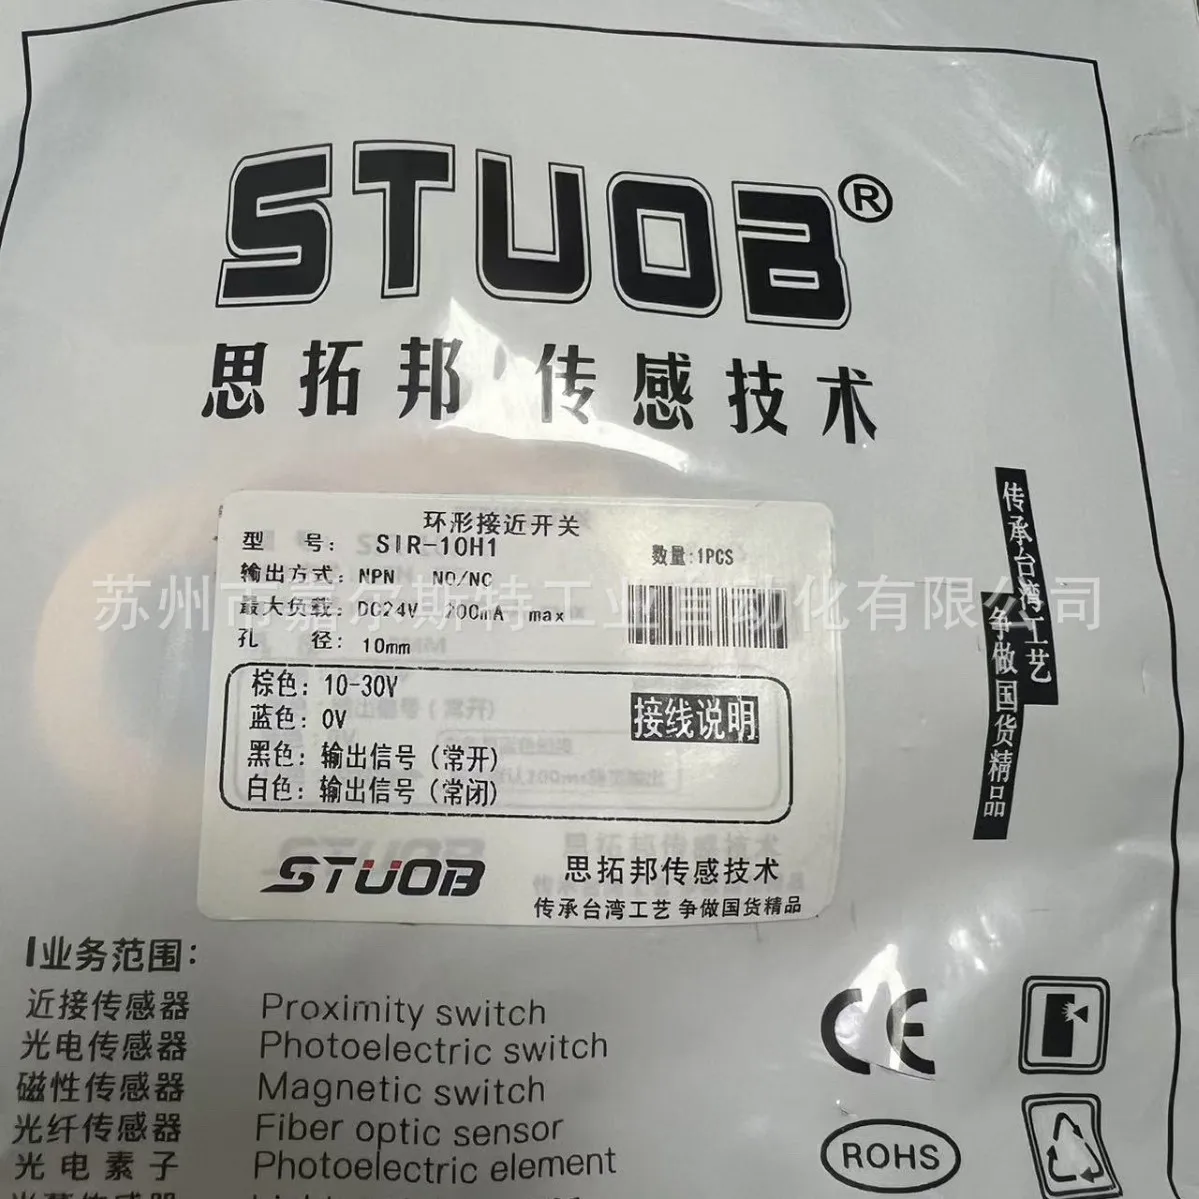 STUOB®
思拓邦 传感技术
环形接近开关
型 号: SIR-10H1
数量:1PCS
输出方式: NPN NO/NC
最大负载: DC24V 200mA max
孔 径: 10mm
棕色: 10-30V
蓝色: 0V
黑色: 输出信号(常开)
白色: 输出信号(常闭)
接线说明
STUOB
思拓邦传感技术
传承台湾工艺 争做国货精品
传承台湾工艺
争做国货精品
苏州市嘉尔斯特工业自动化有限公司
业务范围:
近接传感器 Proximity switch
光电传感器 Photoelectric switch
磁性传感器 Magnetic switch
光纤传感器 Fiber optic sensor
光电素子 Photoelectric element
CE
ROHS